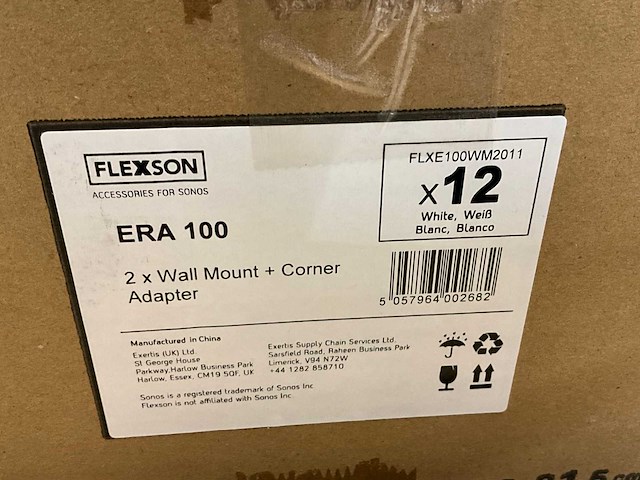 FLEXSON
ACCESSORIES FOR SONOS
FLXE100WM2011
x12
White, Weiß
Blanc, Blanco
ERA 100
2 x Wall Mount + Corner
Adapter
5 057964 002682
Manufactured in China
Exertis (UK) Ltd.
St George House
Parkway,Harlow Business Park
Harlow, Essex, CM19 5QF, UK
Exertis Supply Chain Services Ltd.
Sarsfield Road, Raheen Business Park
Limerick, V94 N72W
+44 1282 858710
Sonos is a registered trademark of Sonos Inc
Flexson is not affiliated with Sonos Inc.